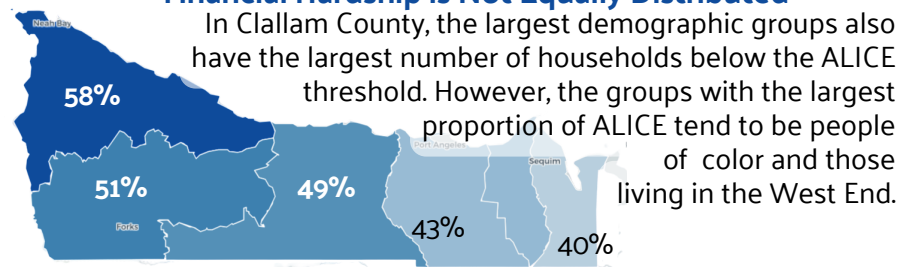 Financial Hardship is Not Equally Distributed
In Clallam County, the largest demographic groups also
have the largest number of households below the ALICE
threshold. However, the groups with the largest
proportion of ALICE tend to be people
of color and those
living in the West End.
Neah Bay
58%
51%
49%
43%
40%
Forks
Port Angeles
Sequim